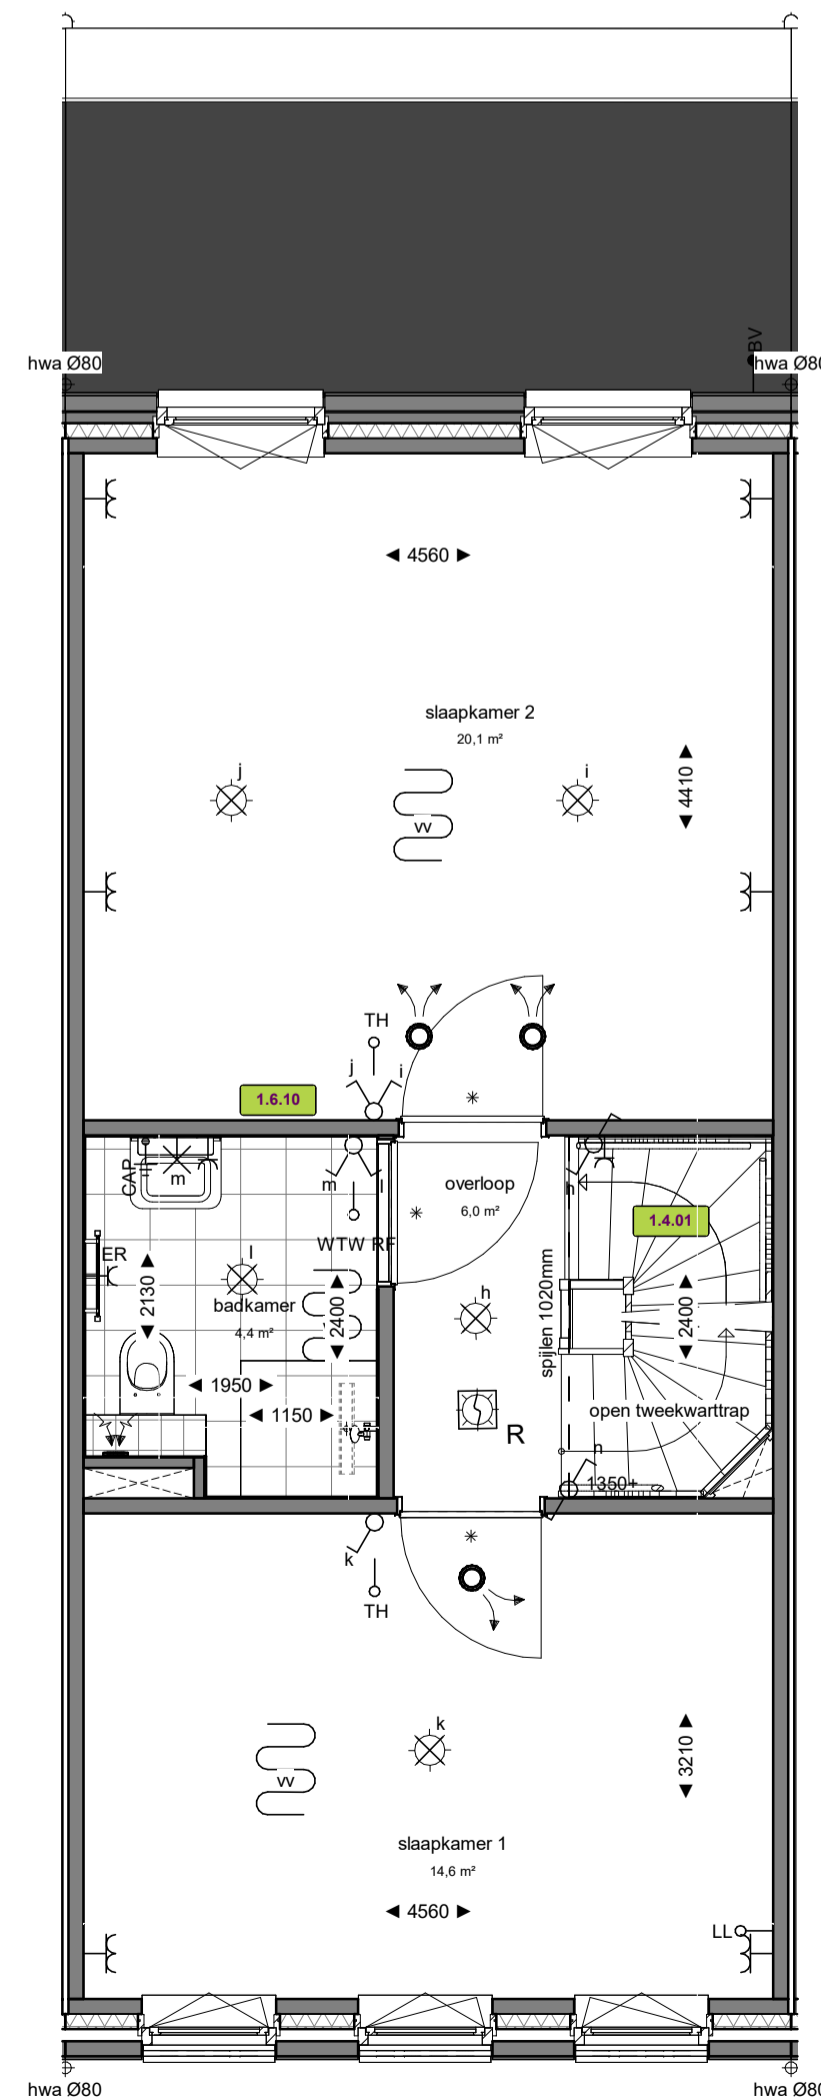 BV
hwa Ø80
hwa Ø80
4560
slaapkamer 2
20,1 m²
j
i
4410
vv
TH
j
i
1.6.10
CAP
m
m
l
overloop
6,0 m²
h
1.4.01
WTW RF
ER
l
2130
badkamer
4,4 m²
2400
h
spijlen 1020mm
2400
1950
1150
R
open tweekwarttrap
h
1350+
k
TH
k
vv
3210
slaapkamer 1
14,6 m²
4560
LL
hwa Ø80
hwa Ø80